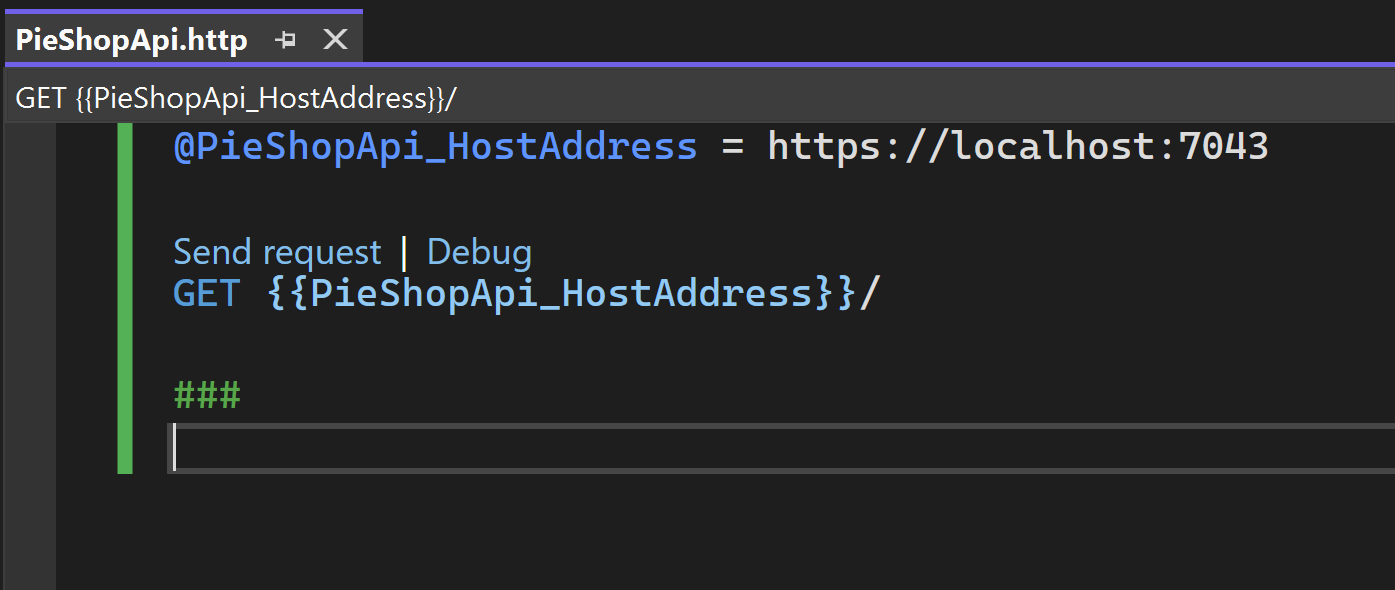 PieShopApi.http
GET {{PieShopApi_HostAddress}}/
@PieShopApi_HostAddress = https://localhost:7043
Send request | Debug
GET {{PieShopApi_HostAddress}}/
###